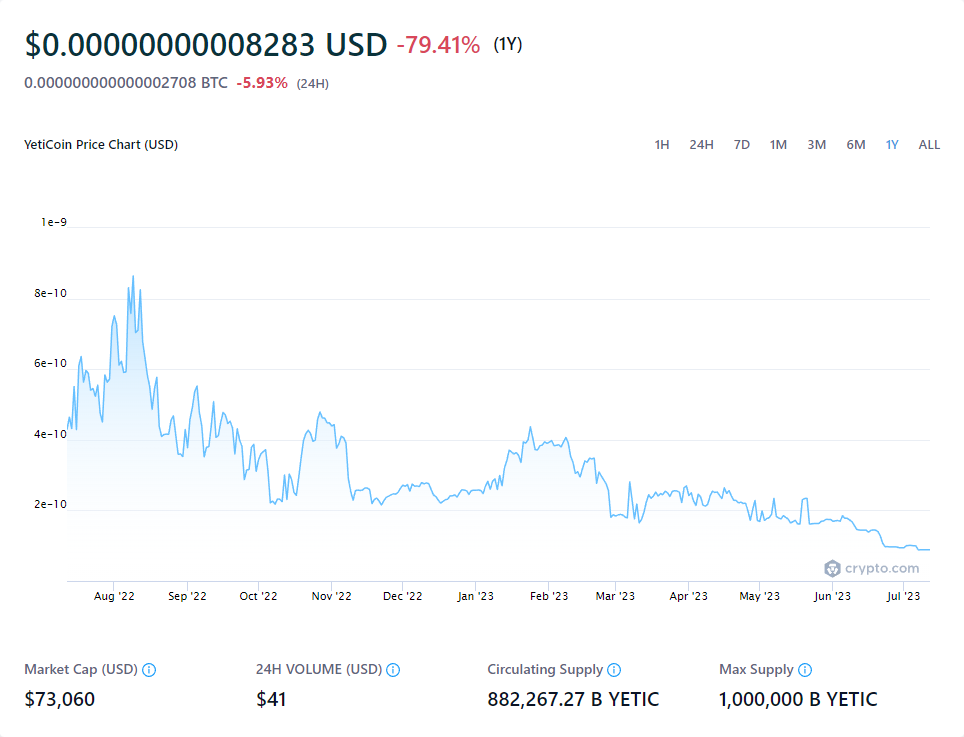 $0.00000000008283 USD -79.41% (1Y)
0.000000000000002708 BTC -5.93% (24H)
YetiCoin Price Chart (USD) 1H 24H 7D 1M 3M 6M 1Y ALL
1e-9
8e-10
6e-10
4e-10
2e-10
crypto.com
Aug '22 Sep '22 Oct '22 Nov '22 Dec '22 Jan '23 Feb '23 Mar '23 Apr '23 May '23 Jun '23 Jul '23
Market Cap (USD) 24H VOLUME (USD) Circulating Supply Max Supply
$73,060 $41 882,267.27 B YETIC 1,000,000 B YETIC